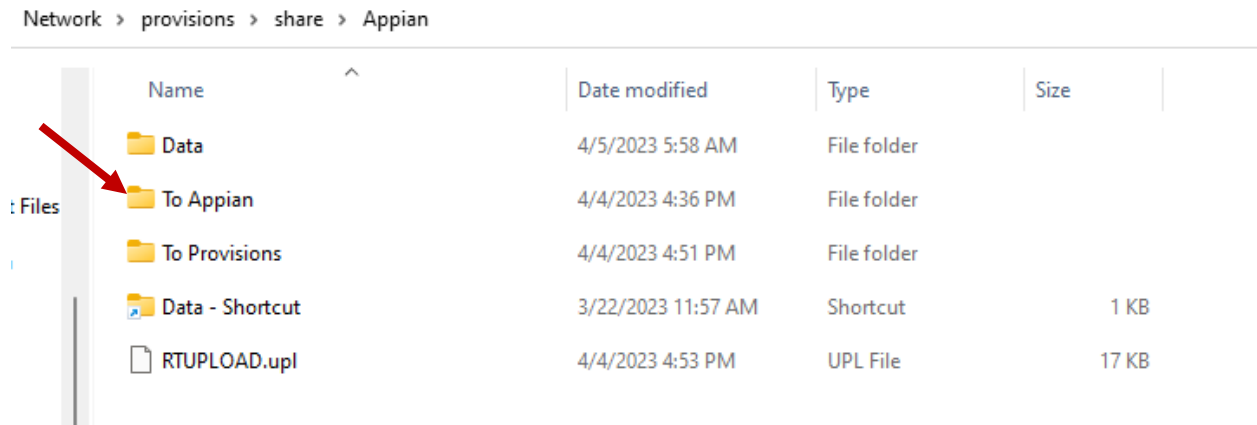 Network > provisions > share > Appian
Name Date modified Type Size
Data 4/5/2023 5:58 AM File folder
To Appian 4/4/2023 4:36 PM File folder
t Files
To Provisions 4/4/2023 4:51 PM File folder
Data - Shortcut 3/22/2023 11:57 AM Shortcut 1 KB
RTUPLOAD.upl 4/4/2023 4:53 PM UPL File 17 KB